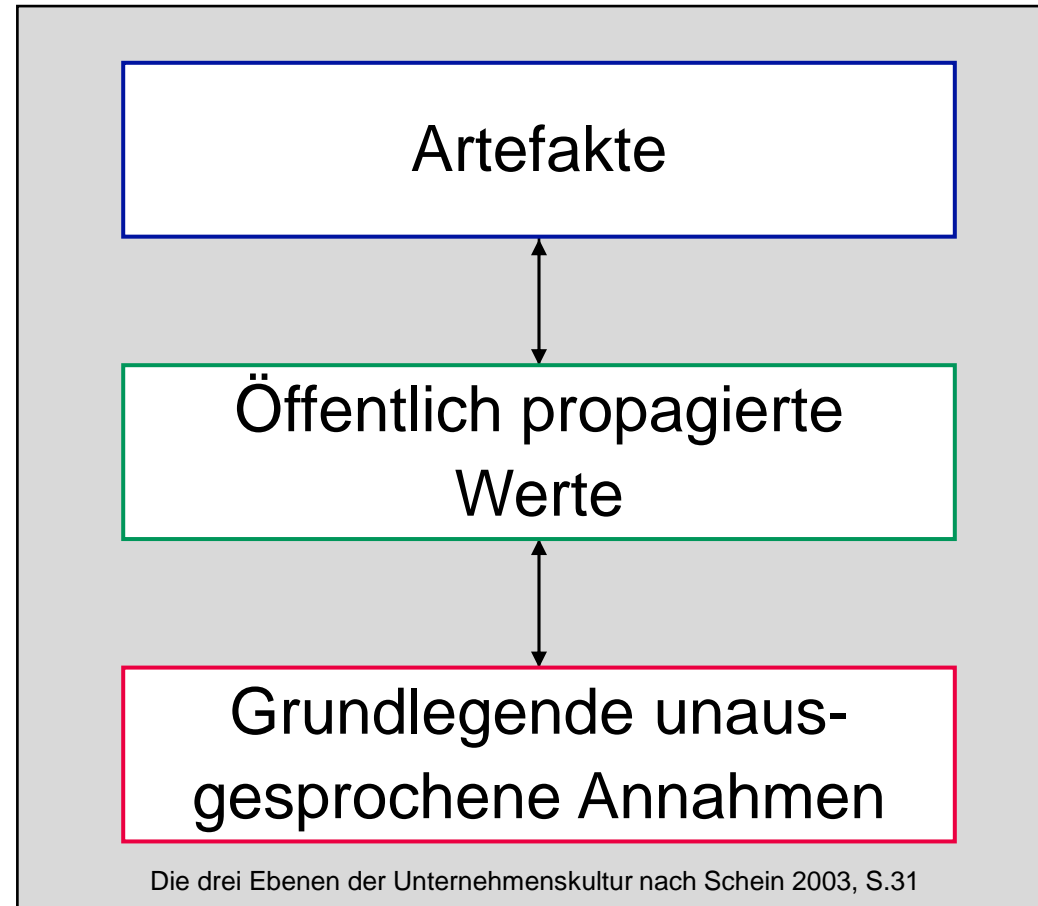 Artefakte
Öffentlich propagierte
Werte
Grundlegende unaus-
gesprochene Annahmen
Die drei Ebenen der Unternehmenskultur nach Schein 2003, S.31